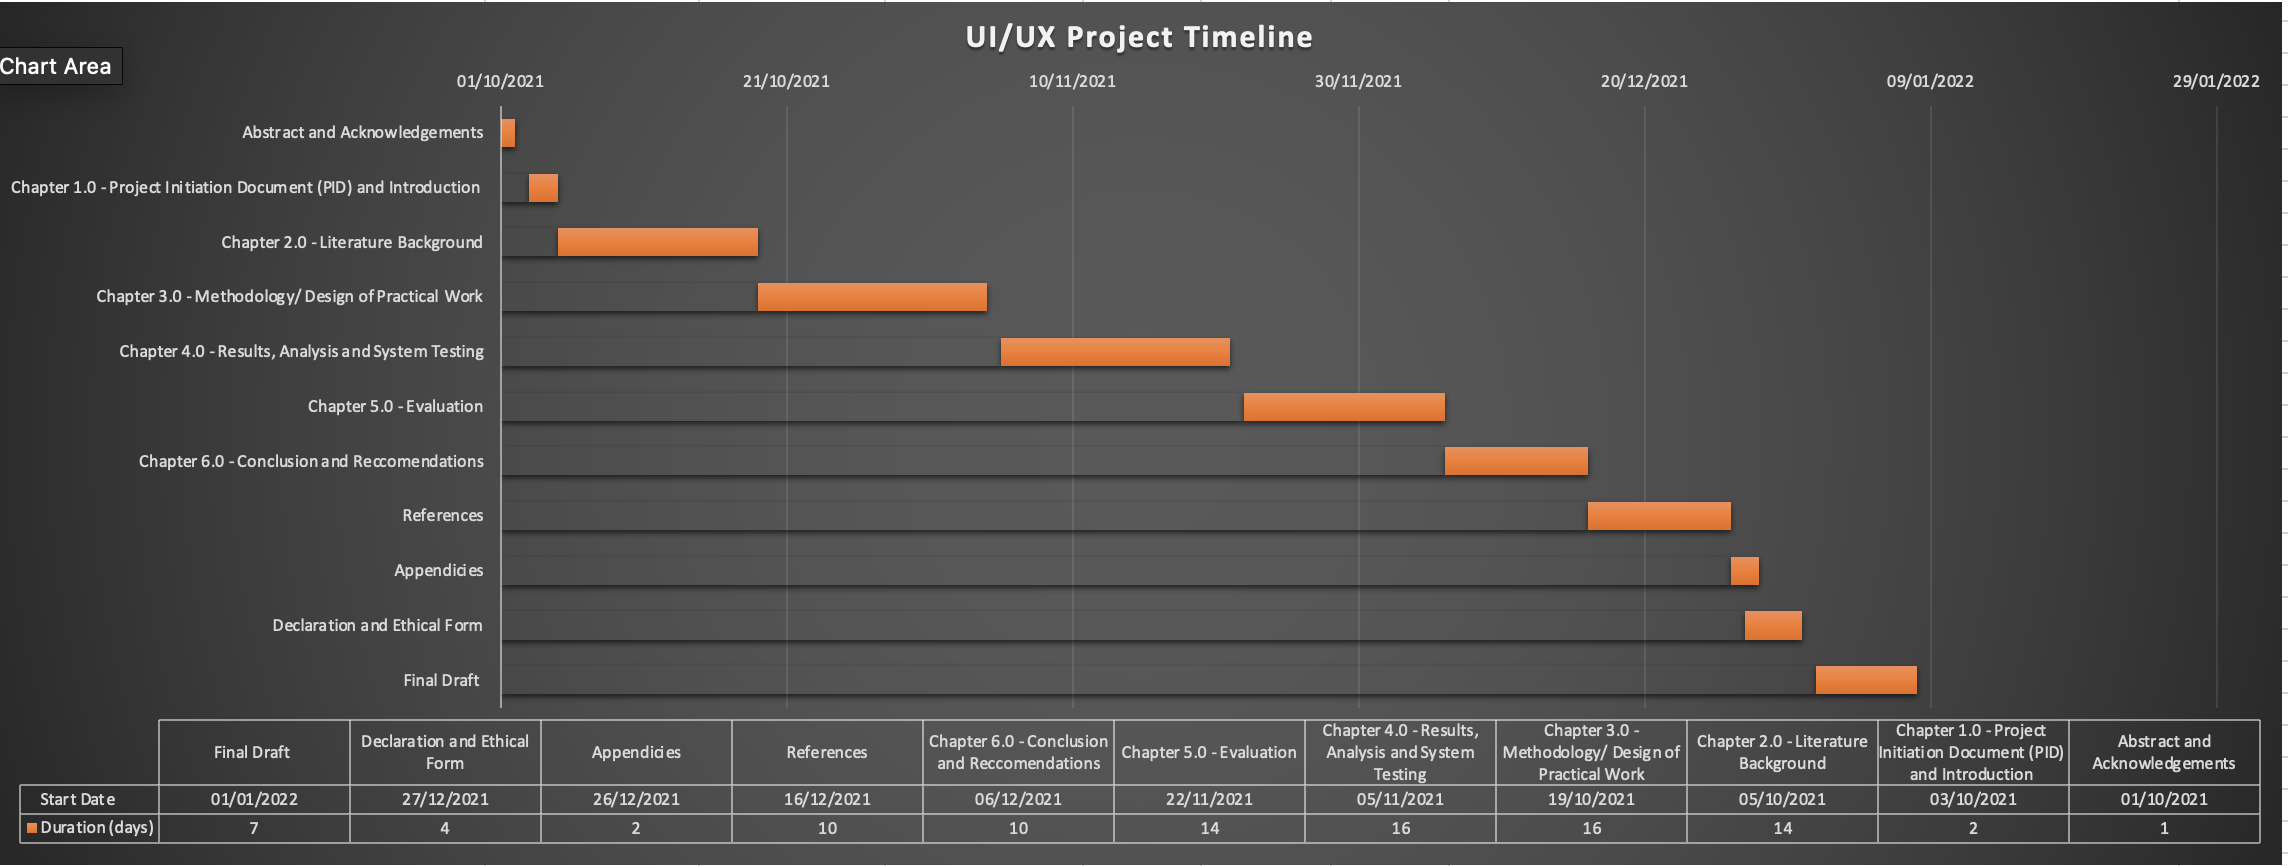 UI/UX Project Timeline
Chart Area
01/10/2021 21/10/2021 10/11/2021 30/11/2021 20/12/2021 09/01/2022 29/01/2022
Abstract and Acknowledgements
Chapter 1.0 - Project Initiation Document (PID) and Introduction
Chapter 2.0 - Literature Background
Chapter 3.0 - Methodology/ Design of Practical Work
Chapter 4.0 - Results, Analysis and System Testing
Chapter 5.0 - Evaluation
Chapter 6.0 - Conclusion and Reccomendations
References
Appendicies
Declaration and Ethical Form
Final Draft
Final Draft
Declaration and Ethical
Form
Appendicies
References
Chapter 6.0 - Conclusion
and Reccomendations
Chapter 5.0 - Evaluation
Chapter 4.0 - Results,
Analysis and System
Testing
Chapter 3.0 -
Methodology/ Design of
Practical Work
Chapter 2.0 - Literature
Background
Chapter 1.0 - Project
Initiation Document (PID)
and Introduction
Abstract and
Acknowledgements
Start Date 01/01/2022 27/12/2021 26/12/2021 16/12/2021 06/12/2021 22/11/2021 05/11/2021 19/10/2021 05/10/2021 03/10/2021 01/10/2021
Duration (days) 7 4 2 10 10 14 16 16 14 2 1